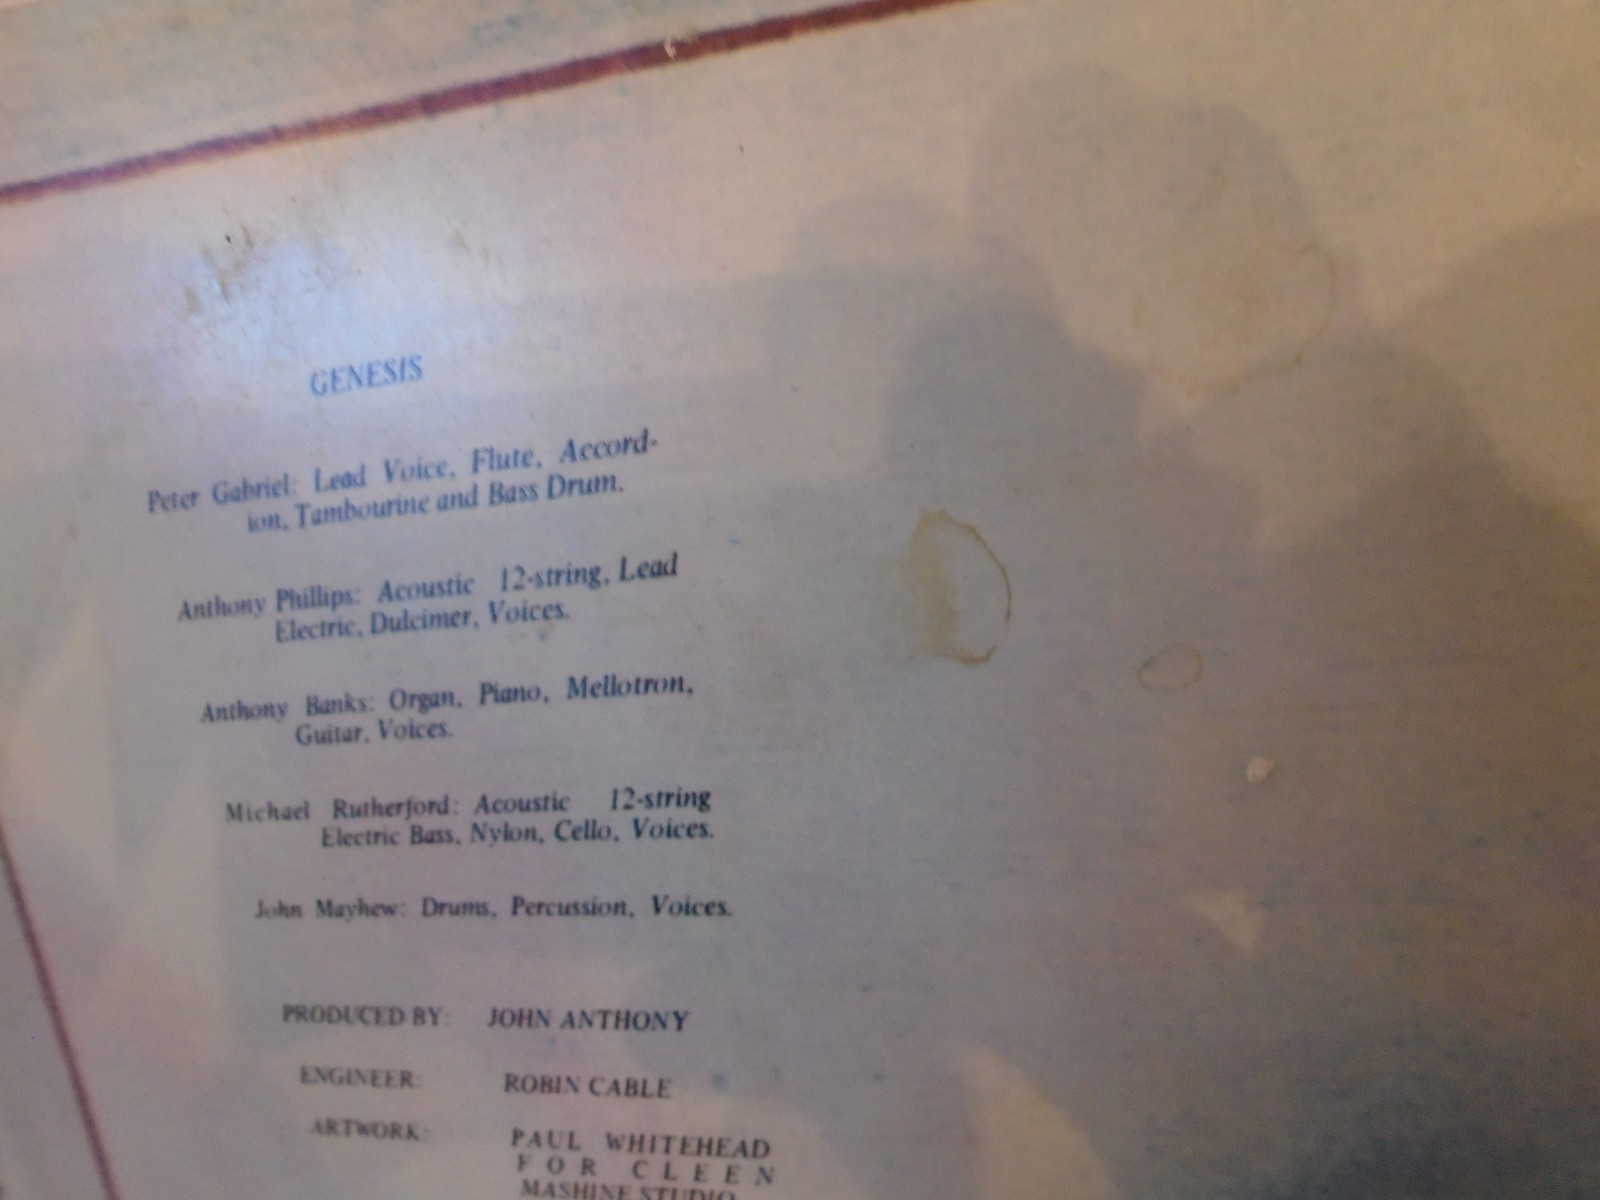 GENESIS
Peter Gabriel: Lead Voice, Flute, Accord-
ion, Tambourine and Bass Drum.
Anthony Phillips: Acoustic 12-string, Lead
Electric, Dulcimer, Voices.
Anthony Banks: Organ, Piano, Mellotron,
Guitar, Voices.
Michael Rutherford: Acoustic 12-string
Electric Bass, Nylon, Cello, Voices.
John Mayhew: Drums, Percussion, Voices.
PRODUCED BY: JOHN ANTHONY
ENGINEER: ROBIN CABLE
ARTWORK: PAUL WHITEHEAD
FOR CLEEN
MASHINE STUDIO